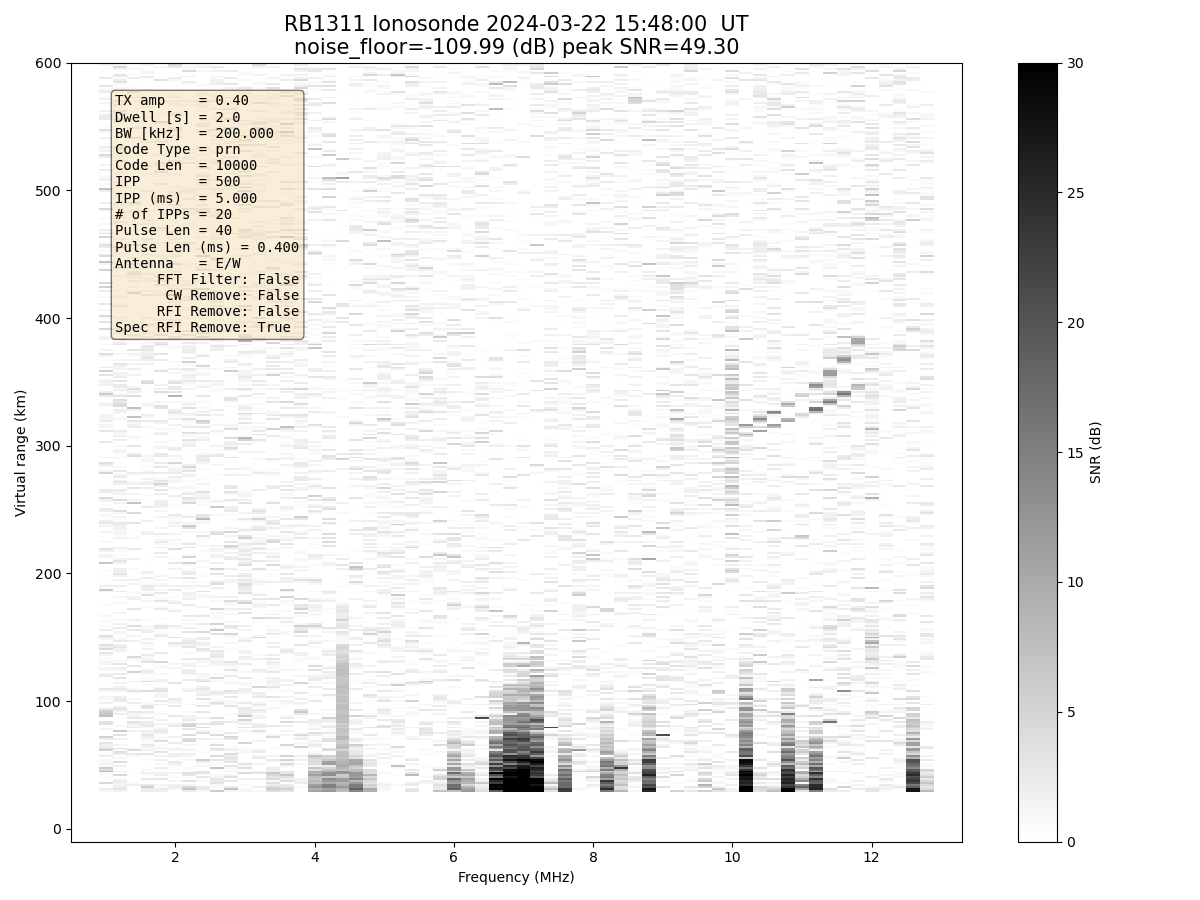 RB1311 Ionosonde 2024-03-22 15:48:00  UT
noise_floor=-109.99 (dB) peak SNR=49.30
TX amp    = 0.40
Dwell [s] = 2.0
BW [kHz]  = 200.000
Code Type = prn
Code Len  = 10000
IPP       = 500
IPP (ms)  = 5.000
# of IPPs = 20
Pulse Len = 40
Pulse Len (ms) = 0.400
Antenna   = E/W
FFT Filter: False
CW Remove: False
RFI Remove: False
Spec RFI Remove: True
Virtual range (km)
600
500
400
300
200
100
0
2 4 6 8 10 12
Frequency (MHz)
30
25
20
15
10
5
0
SNR (dB)